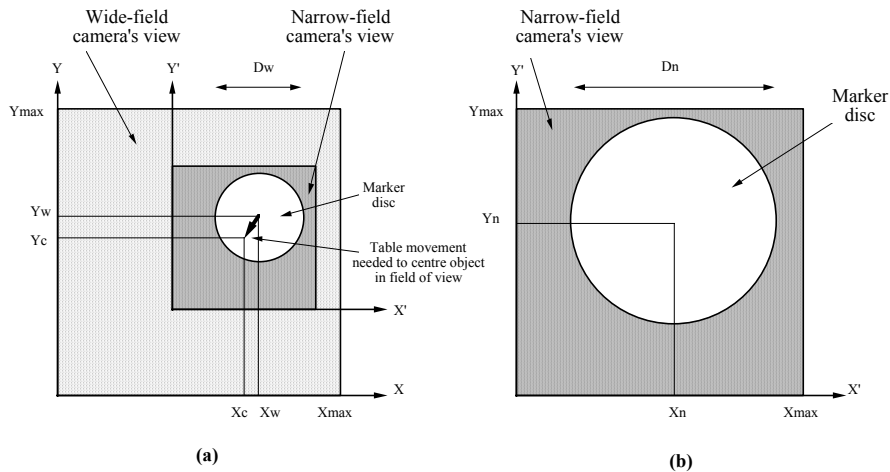 Wide-field
camera's view
Narrow-field
camera's view
Y
Y'
Dw
Ymax
Marker
disc
Yw
Yc
Table movement
needed to centre object
in field of view
X'
X
Xc
Xw
Xmax
(a)
Narrow-field
camera's view
Y'
Dn
Ymax
Marker
disc
Yn
X'
Xn
Xmax
(b)